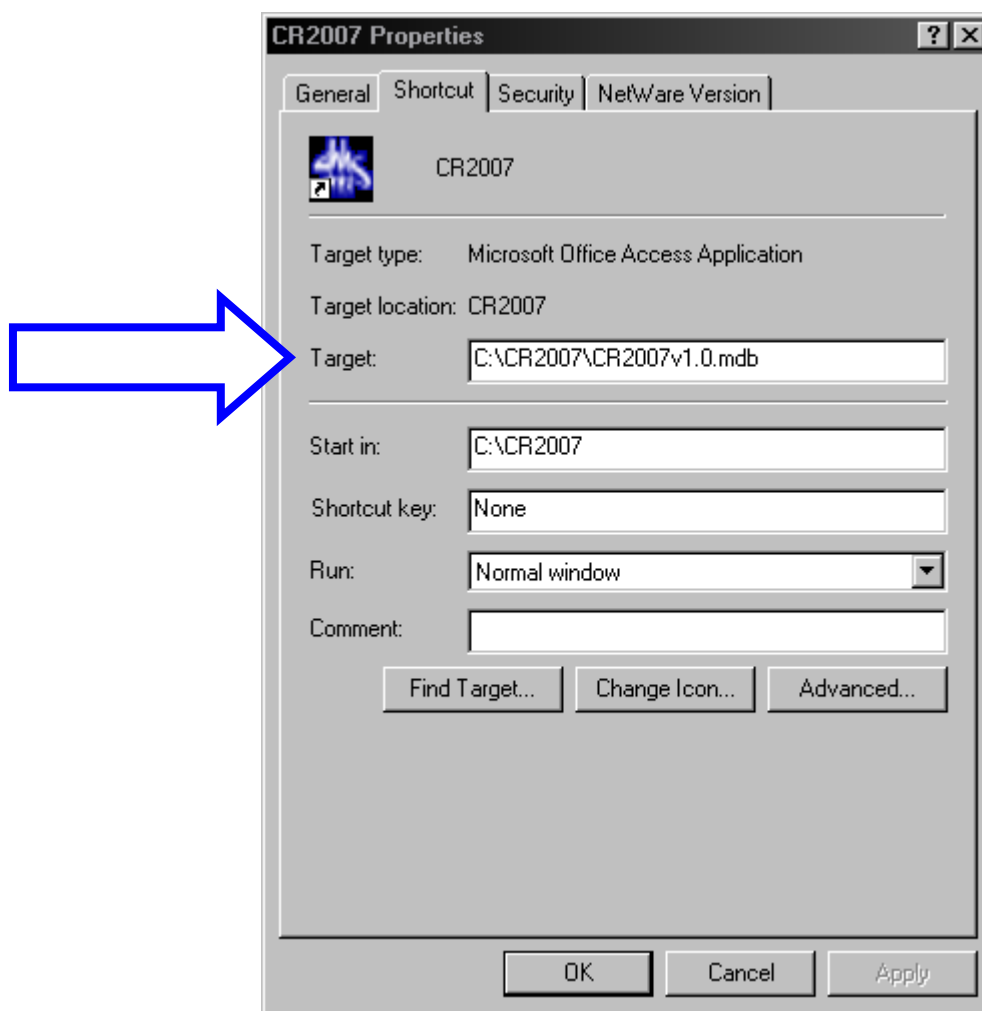 CR2007 Properties
General Shortcut Security NetWare Version
CR2007
Target type: Microsoft Office Access Application
Target location: CR2007
Target: C:\CR2007\CR2007v1.0.mdb
Start in: C:\CR2007
Shortcut key: None
Run: Normal window
Comment:
Find Target... Change Icon... Advanced...
OK Cancel Apply